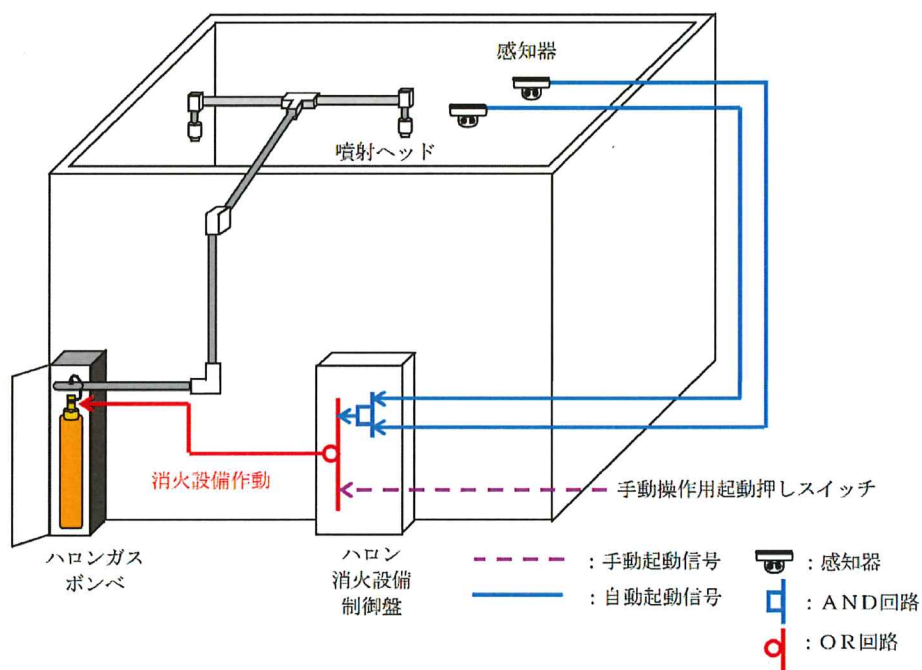 感知器
噴射ヘッド
消火設備作動
手動操作用起動押しスイッチ
ハロンガス
ボンベ
ハロン
消火設備
制御盤
：手動起動信号
：自動起動信号
：感知器
：ＡＮＤ回路
：ＯＲ回路